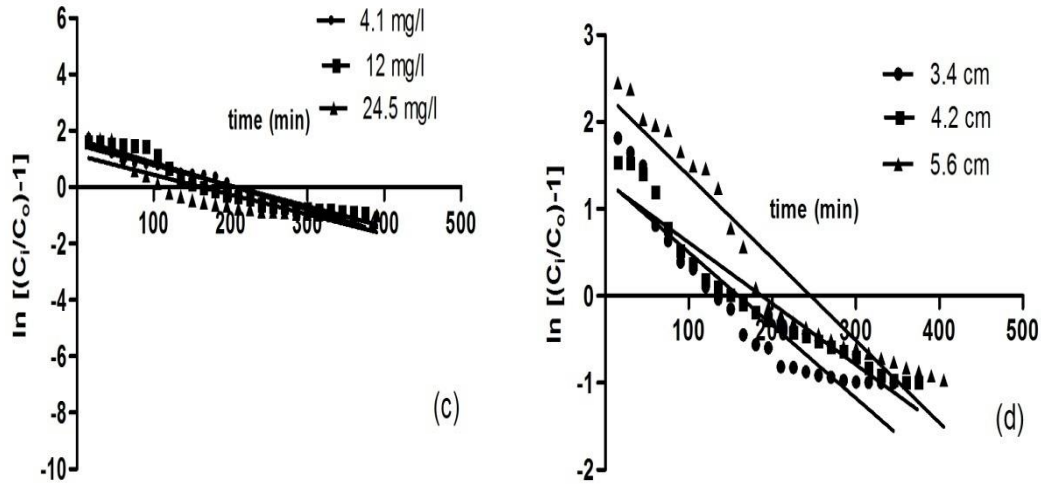 6
4
2
0
-2
-4
-6
-8
-10
ln [(Ci/Co)-1]
4.1 mg/l
12 mg/l
24.5 mg/l
time (min)
100
200
300
400
500
(c)
3
2
1
0
-1
-2
ln [(Ci/Co)-1]
3.4 cm
4.2 cm
5.6 cm
time (min)
100
200
300
400
500
(d)